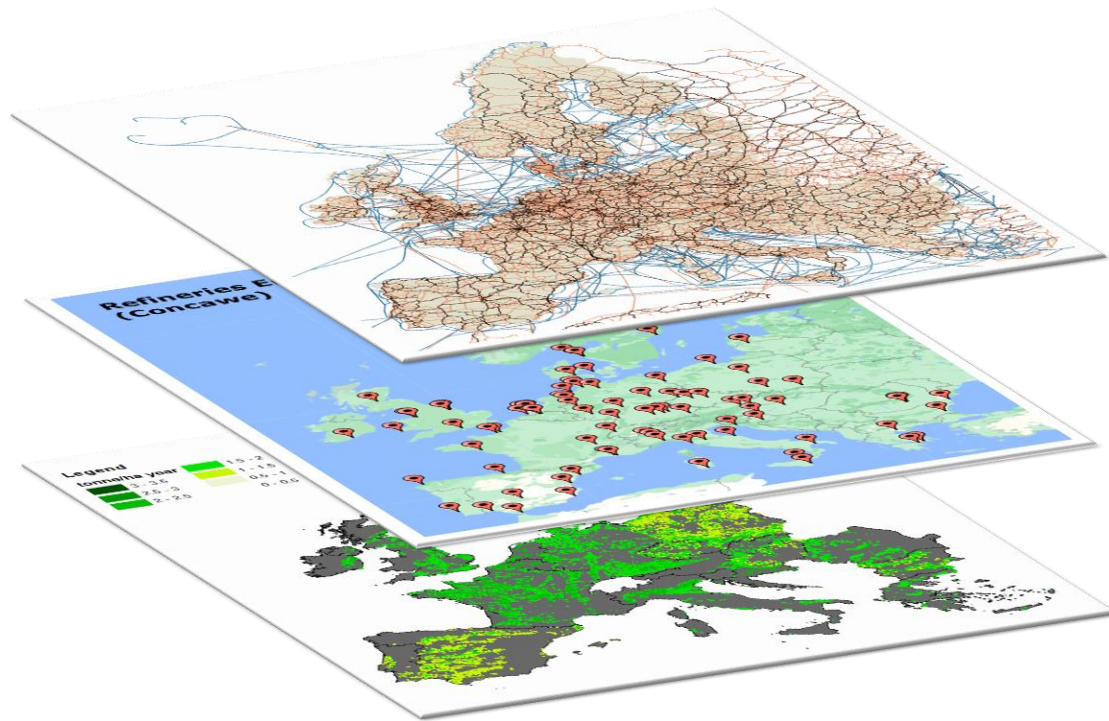 Refineries E
(Concawe)
Legend
tonns/ha year
3 - 3.5
2.5 - 3
2 - 2.5
1.5 - 2
1 - 1.5
0.5 - 1
0 - 0.5